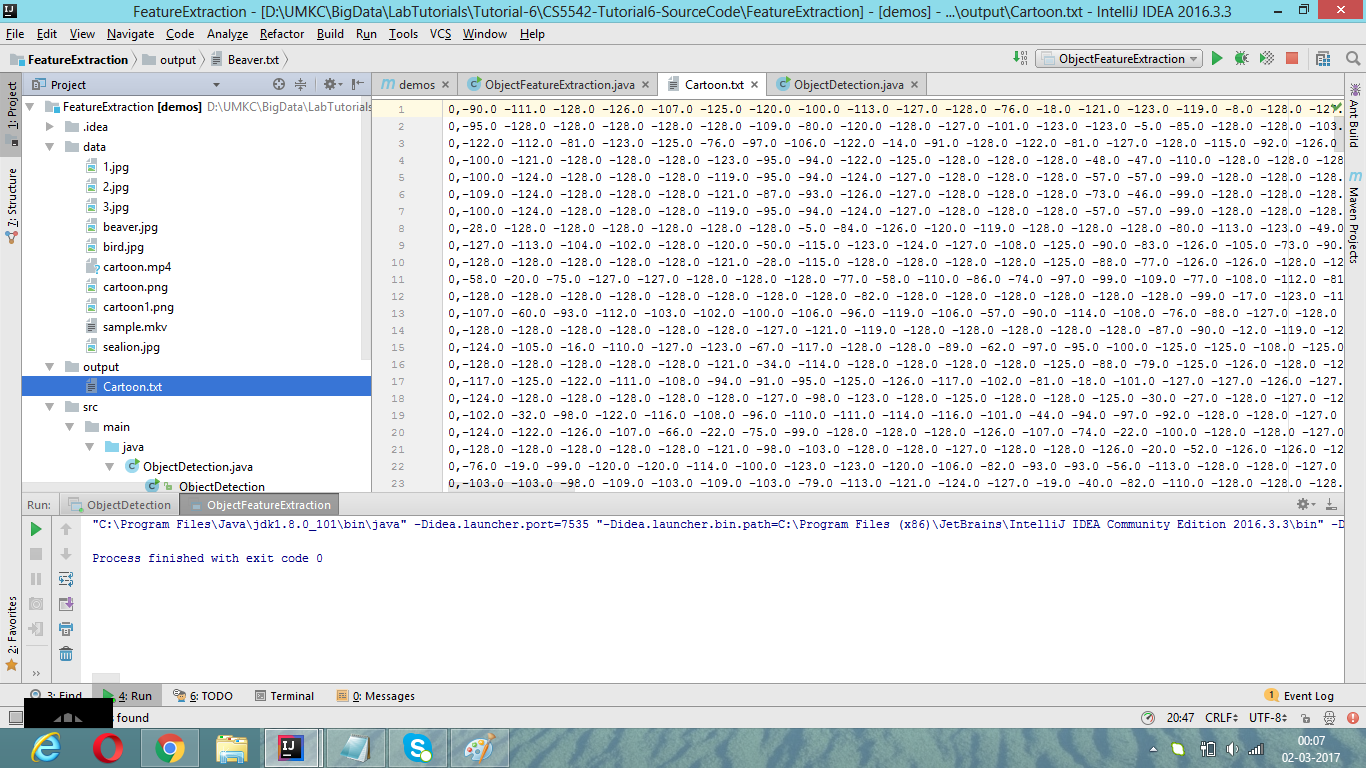 FeatureExtraction - [D:\UMKC\BigData\LabTutorials\Tutorial-6\CS5542-Tutorial6-SourceCode\FeatureExtraction] - [demos] - ...\output\Cartoon.txt - IntelliJ IDEA 2016.3.3
File Edit View Navigate Code Analyze Refactor Build Run Tools VCS Window Help
FeatureExtraction output Beaver.txt ObjectFeatureExtraction
Project demos ObjectFeatureExtraction.java Cartoon.txt ObjectDetection.java
1: Project
7: Structure
2: Favorites
Ant Build
Maven Projects
FeatureExtraction [demos] D:\UMKC\BigData\LabTutorials
.idea
data
1.jpg
2.jpg
3.jpg
beaver.jpg
bird.jpg
cartoon.mp4
cartoon.png
cartoon1.png
sample.mkv
sealion.jpg
output
Cartoon.txt
src
main
java
ObjectDetection.java
ObjectDetection
1 0,-90.0 -111.0 -128.0 -126.0 -107.0 -125.0 -120.0 -100.0 -113.0 -127.0 -128.0 -76.0 -18.0 -121.0 -123.0 -119.0 -8.0 -128.0
2 0,-95.0 -128.0 -128.0 -128.0 -128.0 -128.0 -109.0 -80.0 -120.0 -128.0 -127.0 -101.0 -123.0 -123.0 -5.0 -85.0 -128.0 -128.0 -103.
3 0,-122.0 -112.0 -81.0 -123.0 -125.0 -76.0 -97.0 -106.0 -122.0 -14.0 -91.0 -128.0 -122.0 -81.0 -127.0 -128.0 -115.0 -92.0 -126.0
4 0,-100.0 -121.0 -128.0 -128.0 -128.0 -123.0 -95.0 -94.0 -122.0 -125.0 -128.0 -128.0 -128.0 -48.0 -47.0 -110.0 -128.0 -128.0 -128
5 0,-100.0 -124.0 -128.0 -128.0 -128.0 -119.0 -95.0 -94.0 -124.0 -127.0 -128.0 -128.0 -128.0 -57.0 -57.0 -99.0 -128.0 -128.0 -128.
6 0,-109.0 -124.0 -128.0 -128.0 -128.0 -121.0 -87.0 -93.0 -126.0 -127.0 -128.0 -128.0 -128.0 -73.0 -46.0 -99.0 -128.0 -128.0 -128.
7 0,-100.0 -124.0 -128.0 -128.0 -128.0 -119.0 -95.0 -94.0 -124.0 -127.0 -128.0 -128.0 -128.0 -57.0 -57.0 -99.0 -128.0 -128.0 -128.
8 0,-28.0 -128.0 -128.0 -128.0 -128.0 -128.0 -128.0 -5.0 -84.0 -126.0 -120.0 -119.0 -128.0 -128.0 -128.0 -80.0 -113.0 -123.0 -49.0
9 0,-127.0 -113.0 -104.0 -102.0 -128.0 -120.0 -50.0 -115.0 -123.0 -124.0 -127.0 -108.0 -125.0 -90.0 -83.0 -126.0 -105.0 -73.0 -90.
10 0,-128.0 -128.0 -128.0 -128.0 -128.0 -121.0 -28.0 -115.0 -128.0 -128.0 -128.0 -128.0 -125.0 -88.0 -77.0 -126.0 -126.0 -128.0 -1
11 0,-58.0 -20.0 -75.0 -127.0 -127.0 -128.0 -128.0 -128.0 -77.0 -58.0 -110.0 -86.0 -74.0 -97.0 -99.0 -109.0 -77.0 -108.0 -112.0 -81
12 0,-128.0 -128.0 -128.0 -128.0 -128.0 -128.0 -128.0 -128.0 -82.0 -128.0 -128.0 -128.0 -128.0 -128.0 -128.0 -99.0 -17.0 -123.0 -11
13 0,-107.0 -60.0 -93.0 -112.0 -103.0 -102.0 -100.0 -106.0 -96.0 -119.0 -106.0 -57.0 -90.0 -114.0 -108.0 -76.0 -88.0 -127.0 -128.0
14 0,-128.0 -128.0 -128.0 -128.0 -128.0 -128.0 -127.0 -121.0 -119.0 -128.0 -128.0 -128.0 -128.0 -128.0 -87.0 -90.0 -12.0 -119.0 -12
15 0,-124.0 -105.0 -16.0 -110.0 -127.0 -123.0 -67.0 -117.0 -128.0 -124.0 -89.0 -62.0 -97.0 -95.0 -100.0 -125.0 -128.0 -108.0 -125.0
16 0,-128.0 -128.0 -128.0 -128.0 -128.0 -121.0 -34.0 -114.0 -128.0 -128.0 -128.0 -128.0 -125.0 -88.0 -79.0 -125.0 -126.0 -128.0 -12
17 0,-117.0 -125.0 -122.0 -111.0 -108.0 -94.0 -91.0 -95.0 -125.0 -126.0 -117.0 -102.0 -81.0 -18.0 -101.0 -127.0 -127.0 -126.0 -127.
18 0,-124.0 -128.0 -128.0 -128.0 -128.0 -128.0 -127.0 -98.0 -123.0 -128.0 -125.0 -128.0 -128.0 -125.0 -30.0 -27.0 -128.0 -127.0 -12
19 0,-102.0 -32.0 -98.0 -122.0 -116.0 -108.0 -96.0 -110.0 -111.0 -114.0 -116.0 -101.0 -44.0 -94.0 -97.0 -92.0 -128.0 -128.0 -127.0
20 0,-124.0 -122.0 -126.0 -107.0 -66.0 -22.0 -75.0 -99.0 -128.0 -128.0 -128.0 -126.0 -107.0 -74.0 -22.0 -100.0 -128.0 -128.0 -127.0
21 0,-128.0 -128.0 -128.0 -128.0 -128.0 -121.0 -98.0 -103.0 -128.0 -128.0 -127.0 -128.0 -128.0 -126.0 -20.0 -52.0 -126.0 -126.0 -12
22 0,-76.0 -19.0 -99.0 -120.0 -120.0 -114.0 -100.0 -123.0 -123.0 -120.0 -106.0 -82.0 -93.0 -93.0 -56.0 -113.0 -128.0 -128.0 -127.0
23 0,-103.0 -103.0 -98.0 -109.0 -103.0 -109.0 -103.0 -79.0 -113.0 -121.0 -84.0 -110.0 -124.0 -127.0 -19.0 -40.0 -82.0 -110.0 -128.0
Run: ObjectDetection ObjectFeatureExtraction
"C:\Program Files\Java\jdk1.8.0_101\bin\java" -Didea.launcher.port=7535 "-Didea.launcher.bin.path=C:\Program Files (x86)\JetBrains\IntelliJ IDEA Community Edition 2016.3.3\bin" -D
Process finished with exit code 0
3: Find 4: Run 6: TODO Terminal 0: Messages 1 Event Log
found 20:47 CRLF UTF-8
00:07
02-03-2017